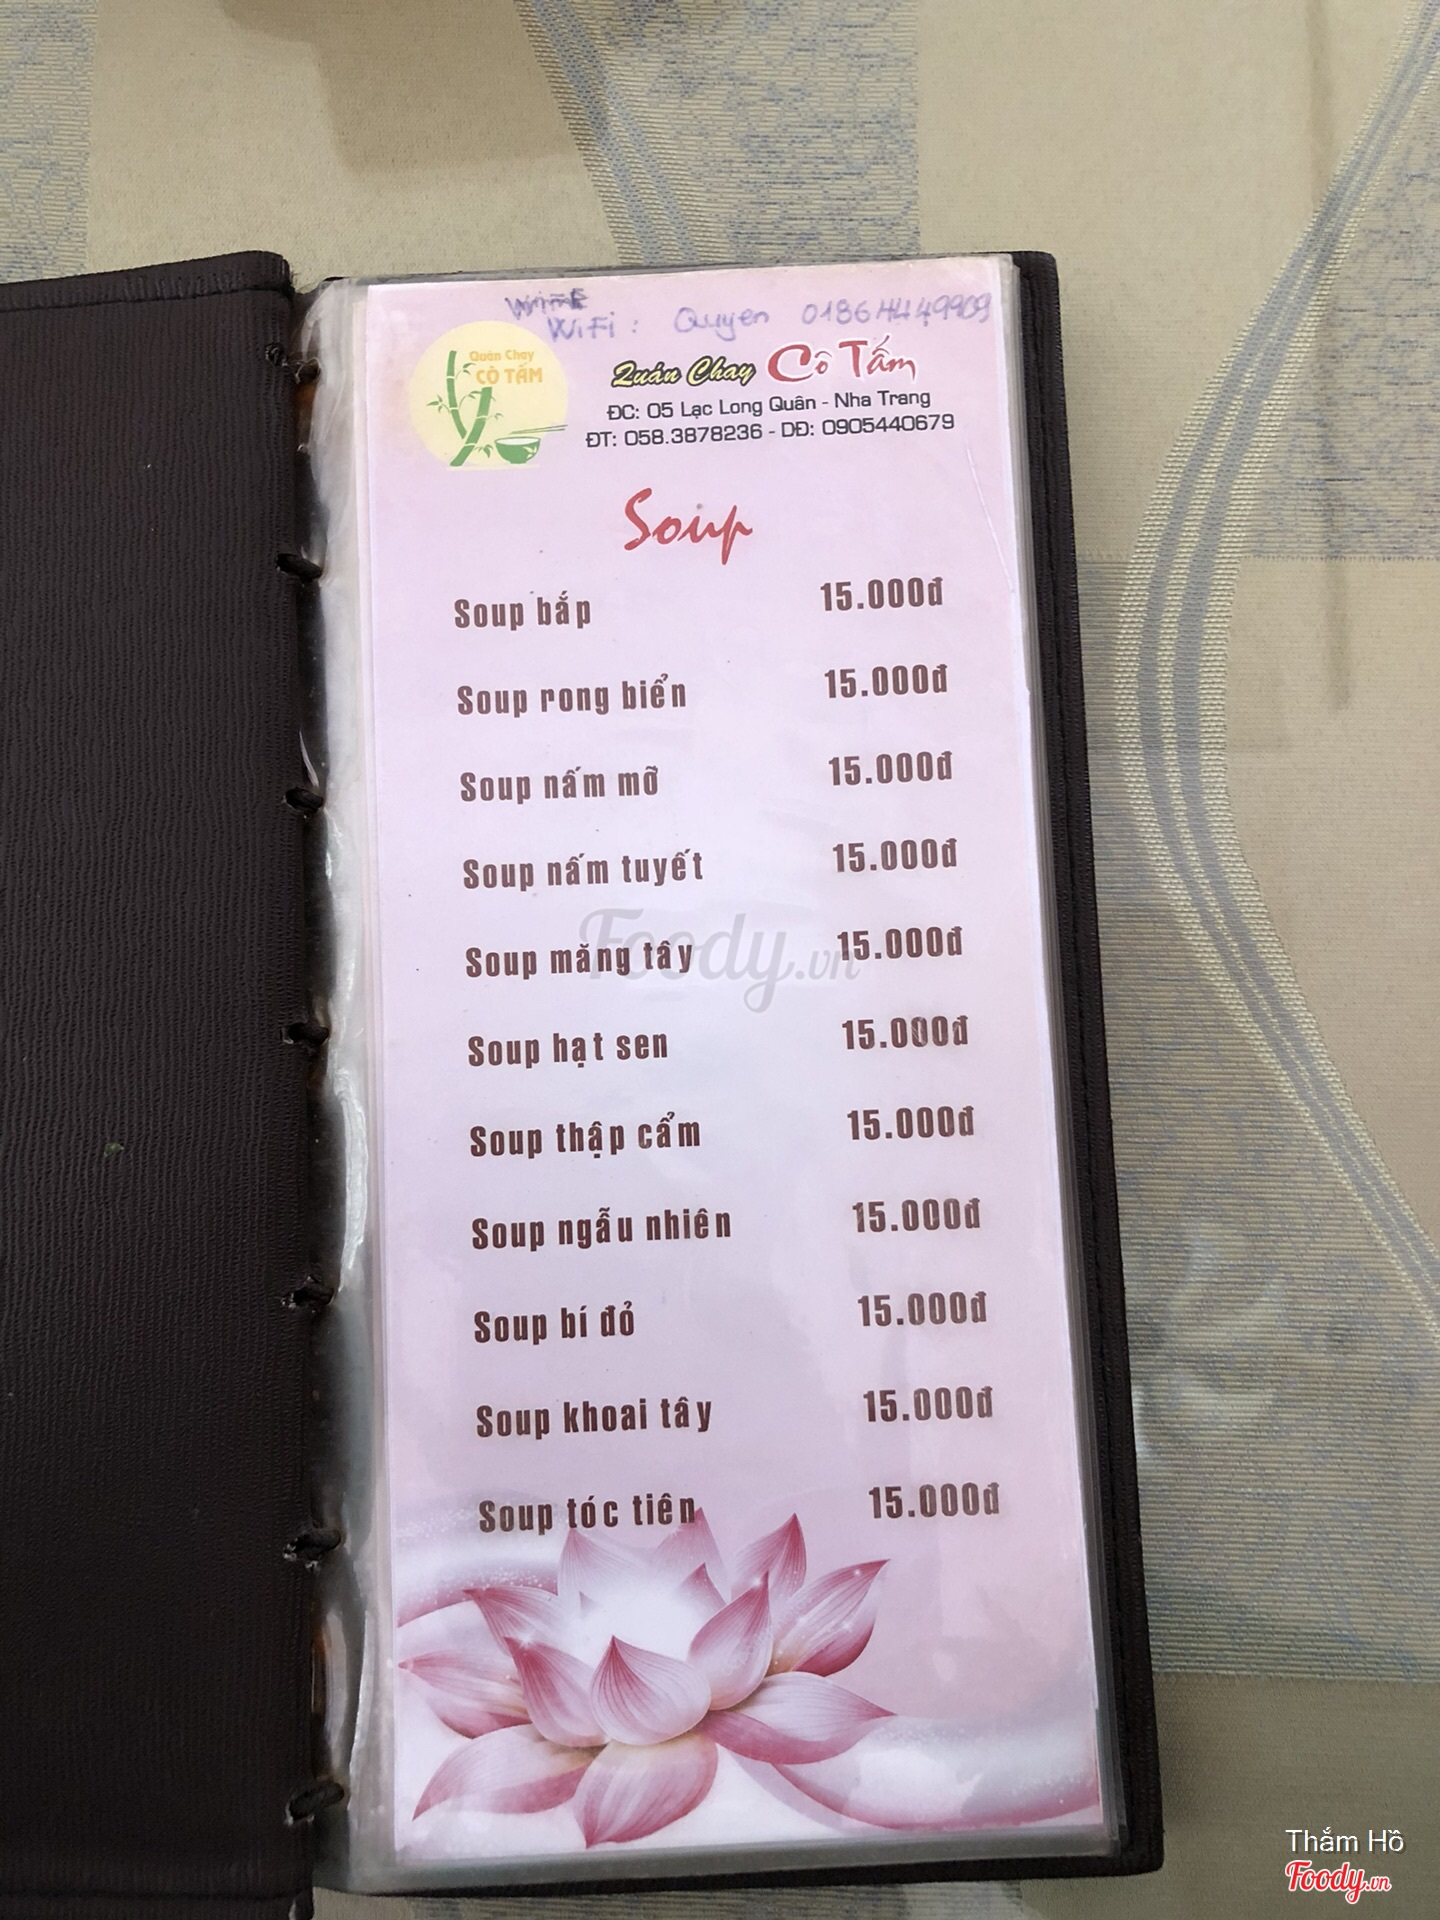 WiFi: Quyen 01864449909
Quán Chay
CÔ TẤM
Quán Chay Cô Tấm
ĐC: 05 Lạc Long Quân - Nha Trang
ĐT: 058.3878236 - DĐ: 0905440679
Soup
Soup bắp 15.000đ
Soup rong biển 15.000đ
Soup nấm mỡ 15.000đ
Soup nấm tuyết 15.000đ
Soup măng tây 15.000đ
Soup hạt sen 15.000đ
Soup thập cẩm 15.000đ
Soup ngẫu nhiên 15.000đ
Soup bí đỏ 15.000đ
Soup khoai tây 15.000đ
Soup tóc tiên 15.000đ
Foody.vn
Thắm Hồ
Foody.vn